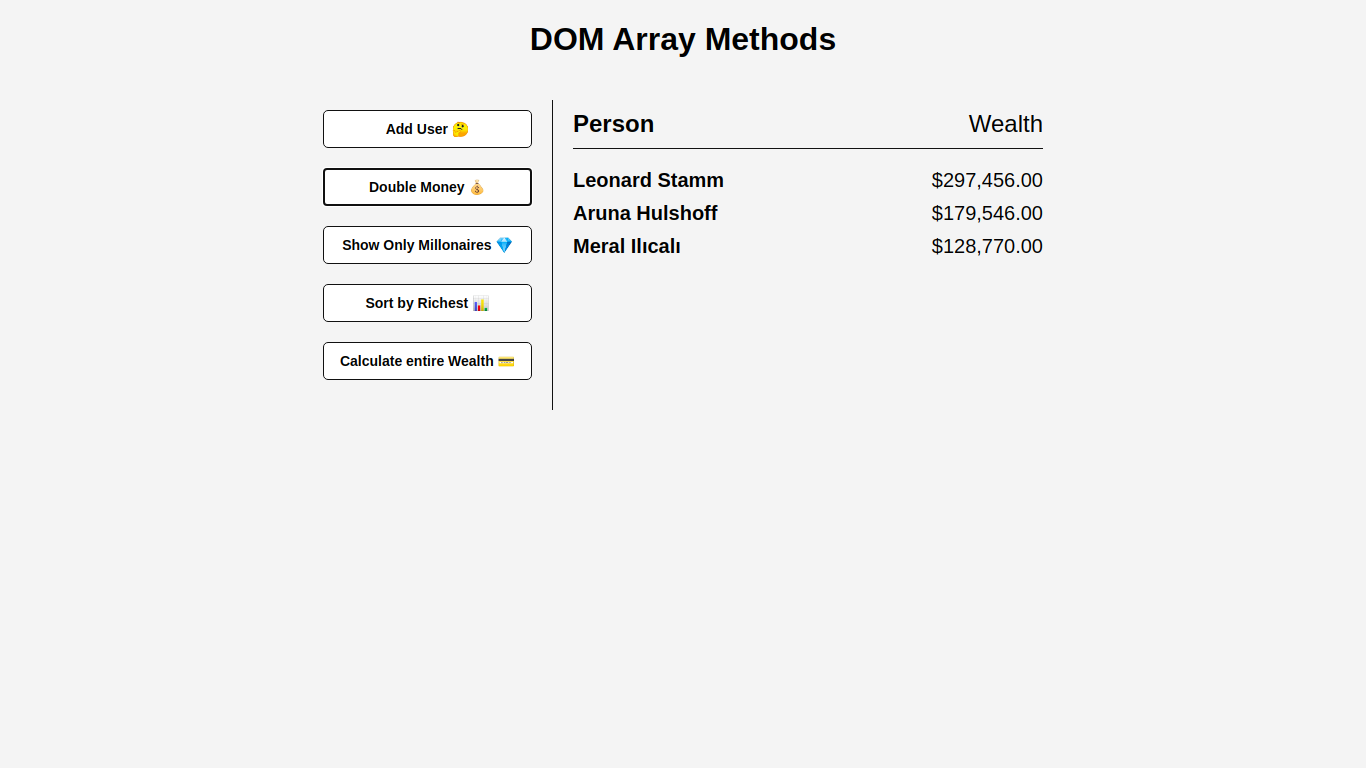 DOM Array Methods
Add User 🤔
Double Money 💰
Show Only Millonaires 💎
Sort by Richest 📊
Calculate entire Wealth 💳
Person Wealth
Leonard Stamm $297,456.00
Aruna Hulshoff $179,546.00
Meral Ilıcalı $128,770.00